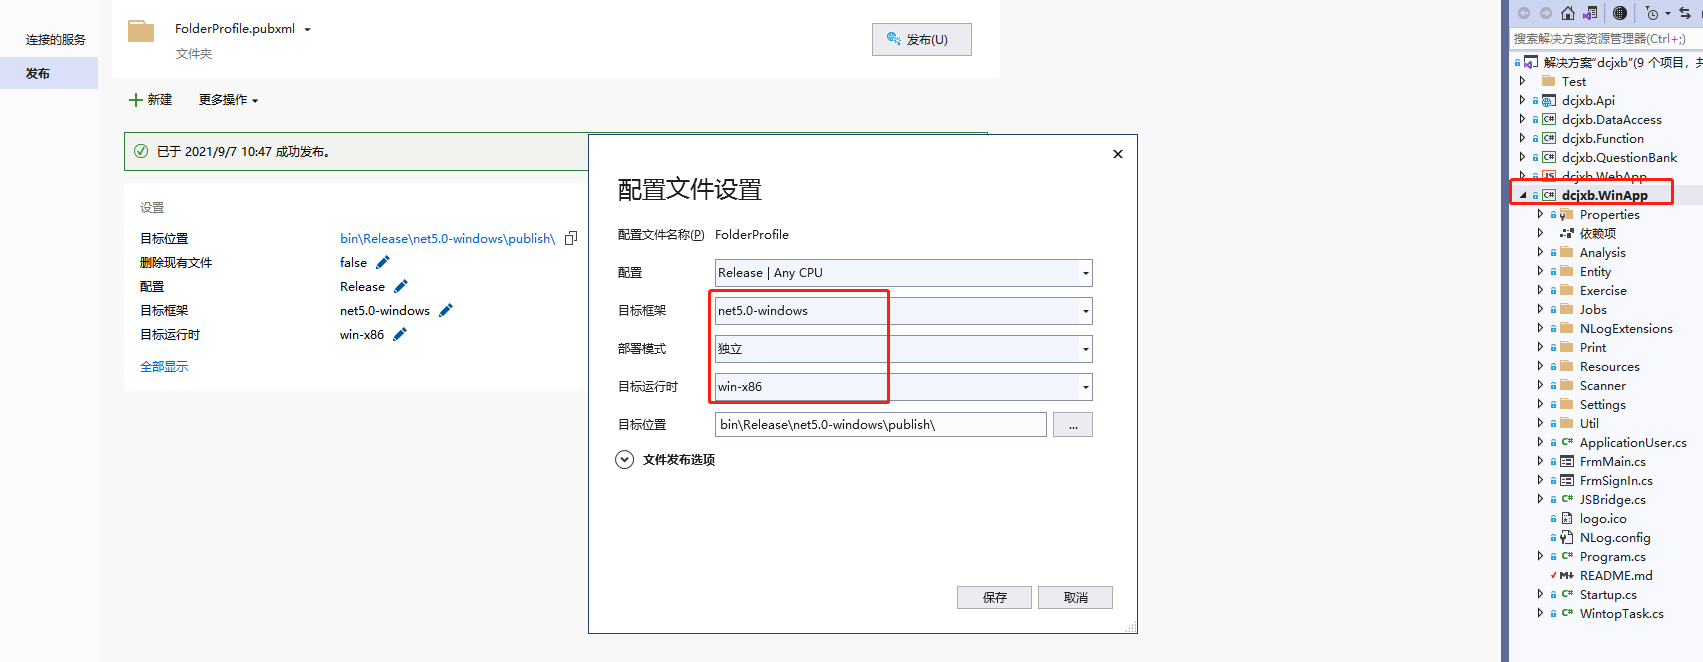 连接的服务
发布
FolderProfile.pubxml
文件夹
发布(U)
新建
更多操作
已于 2021/9/7 10:47 成功发布。
设置
目标位置
bin\Release\net5.0-windows\publish\
删除现有文件
false
配置
Release
目标框架
net5.0-windows
目标运行时
win-x86
全部显示
配置文件设置
配置文件名称(P) FolderProfile
配置
Release | Any CPU
目标框架
net5.0-windows
部署模式
独立
目标运行时
win-x86
目标位置
bin\Release\net5.0-windows\publish\
...
文件发布选项
保存
取消
搜索解决方案资源管理器(Ctrl+;)
解决方案"dcjxb"(9 个项目，共
Test
dcjxb.Api
dcjxb.DataAccess
dcjxb.Function
dcjxb.QuestionBank
dcjxb.WebApp
dcjxb.WinApp
Properties
依赖项
Analysis
Entity
Exercise
Jobs
NLogExtensions
Print
Resources
Scanner
Settings
Util
ApplicationUser.cs
FrmMain.cs
FrmSignIn.cs
JSBridge.cs
logo.ico
NLog.config
Program.cs
README.md
Startup.cs
WintopTask.cs